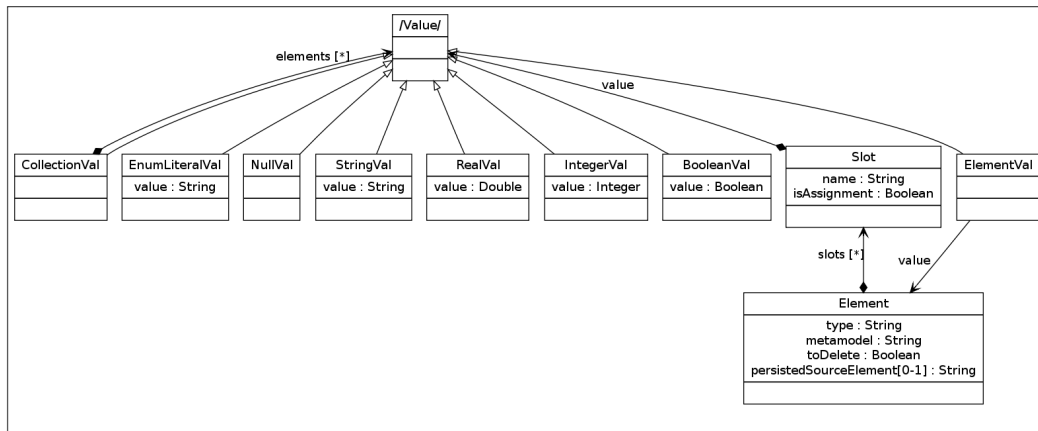 /Value/
elements [*]
value
CollectionVal
EnumLiteralVal
value : String
NullVal
StringVal
value : String
RealVal
value : Double
IntegerVal
value : Integer
BooleanVal
value : Boolean
Slot
name : String
isAssignment : Boolean
ElementVal
slots [*]
value
Element
type : String
metamodel : String
toDelete : Boolean
persistedSourceElement[0-1] : String